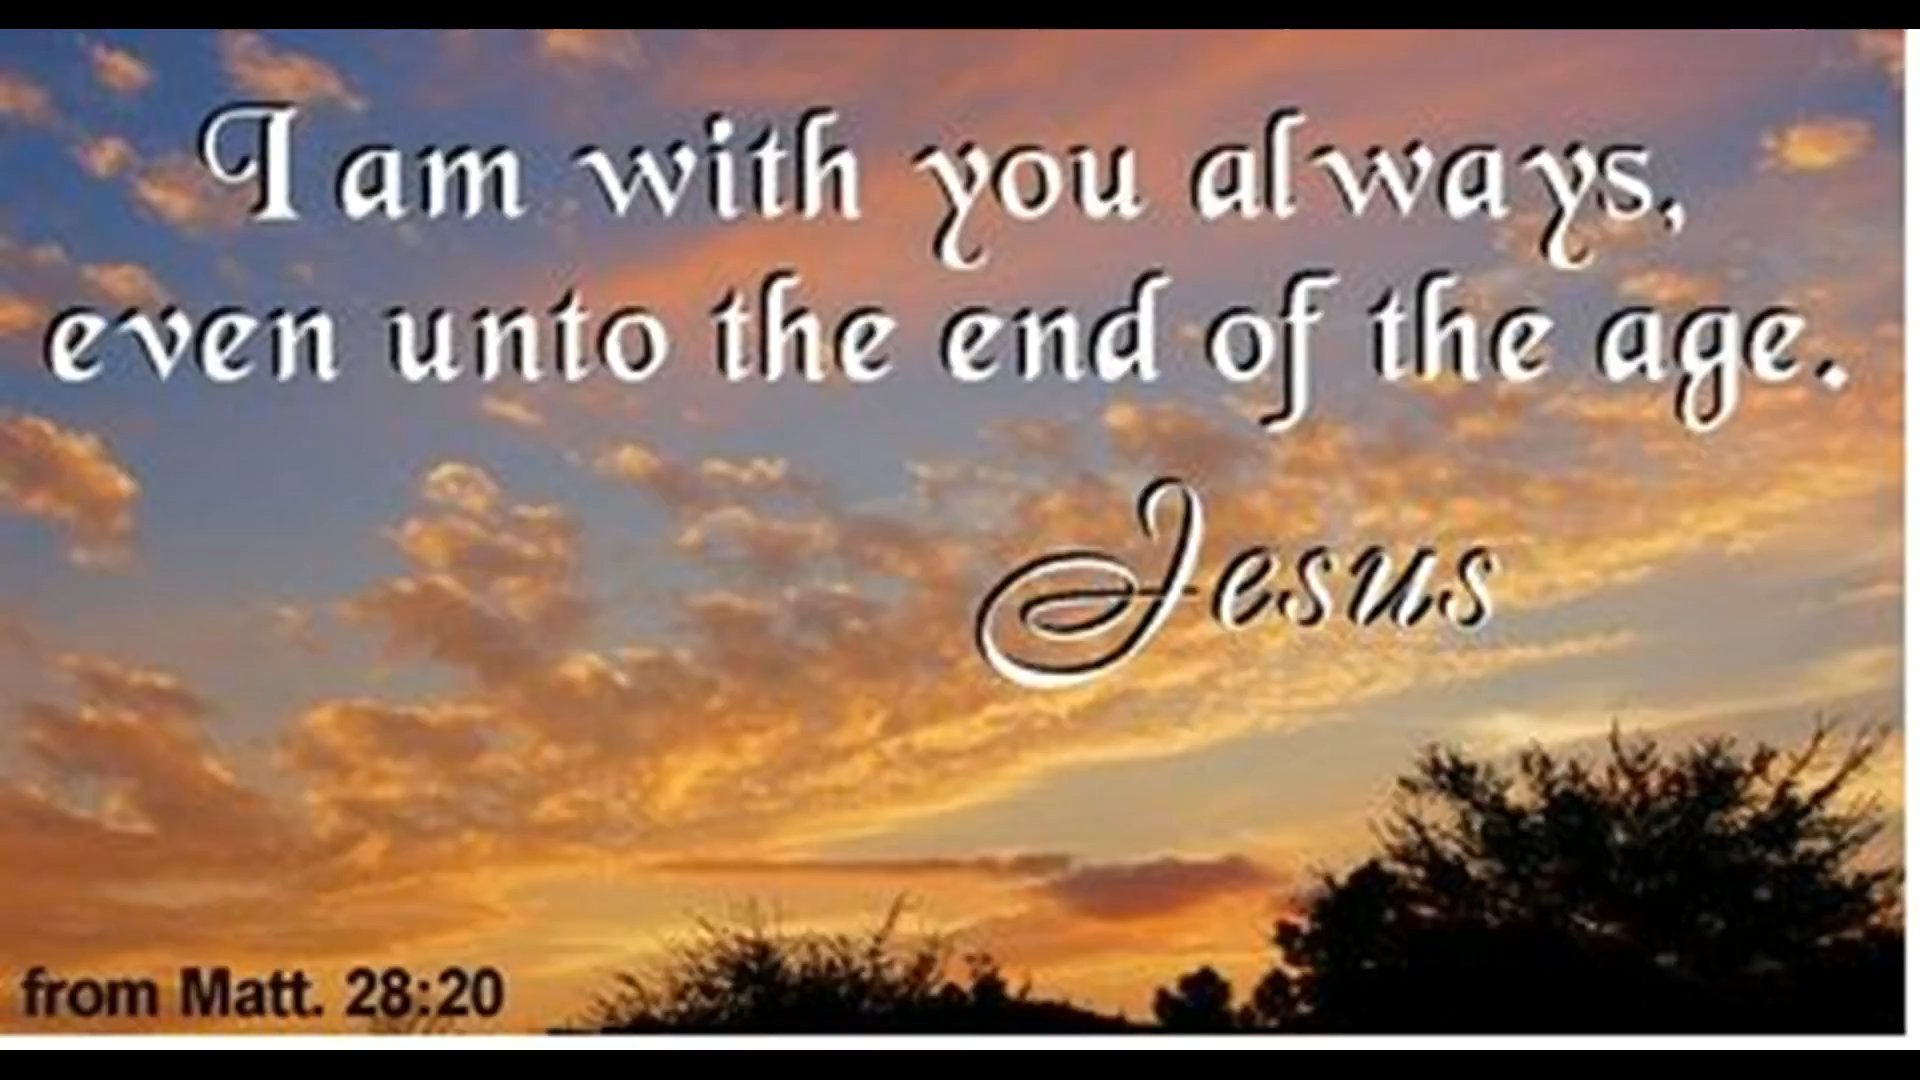 I am with you always,
even unto the end of the age.
Jesus
from Matt. 28:20